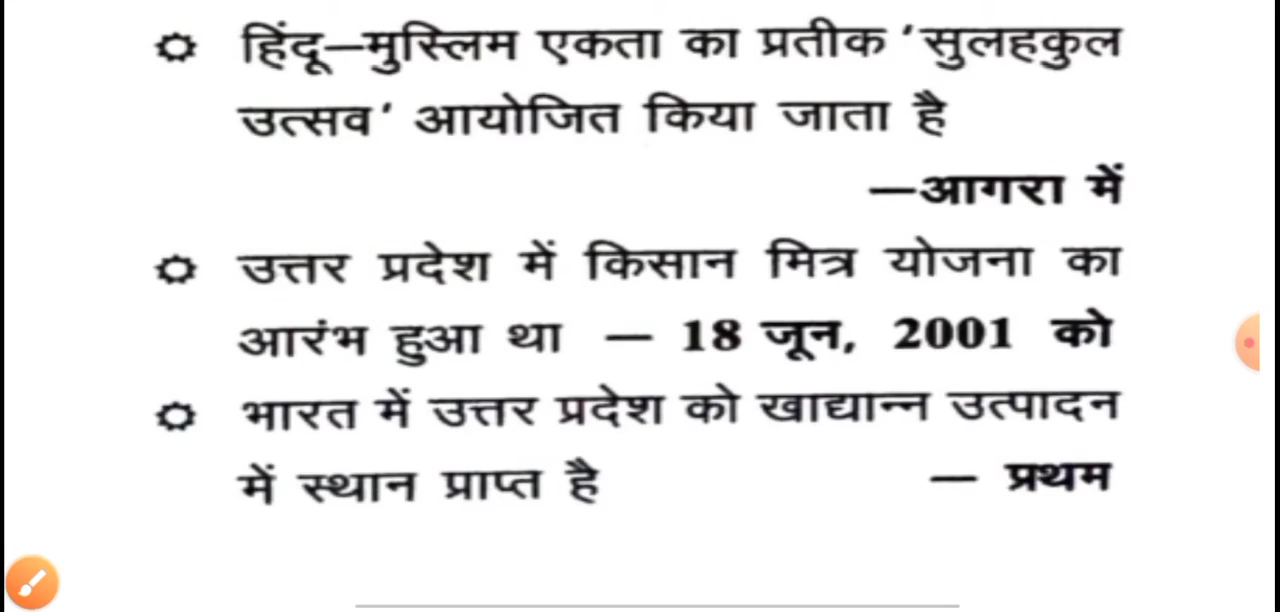 हिंदू–मुस्लिम एकता का प्रतीक ‘सुलहकुल
उत्सव’ आयोजित किया जाता है
—आगरा में
उत्तर प्रदेश में किसान मित्र योजना का
आरंभ हुआ था — 18 जून, 2001 को
भारत में उत्तर प्रदेश को खाद्यान्न उत्पादन
में स्थान प्राप्त है — प्रथम